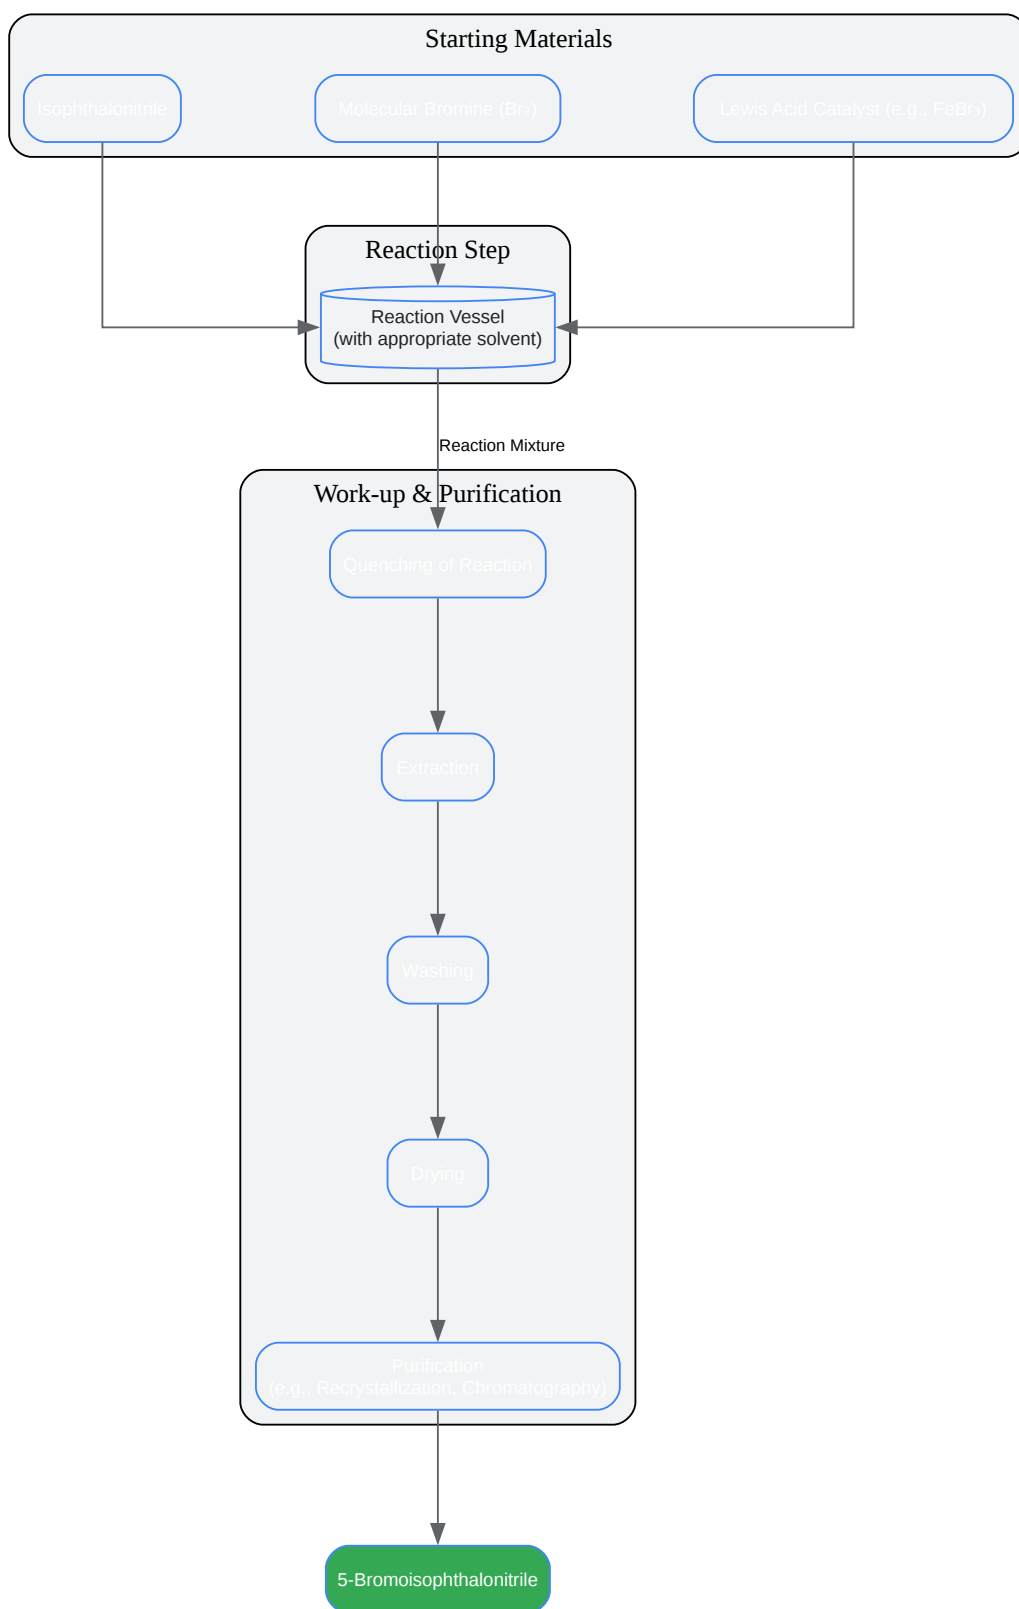 Starting Materials
Isophthalonitrile
Molecular Bromine (Br₂)
Lewis Acid Catalyst (e.g., FeBr₃)
Reaction Step
Reaction Vessel
(with appropriate solvent)
Reaction Mixture
Work-up & Purification
Quenching of Reaction
Extraction
Washing
Drying
Purification
(e.g., Recrystallization, Chromatography)
5-Bromoisophthalonitrile